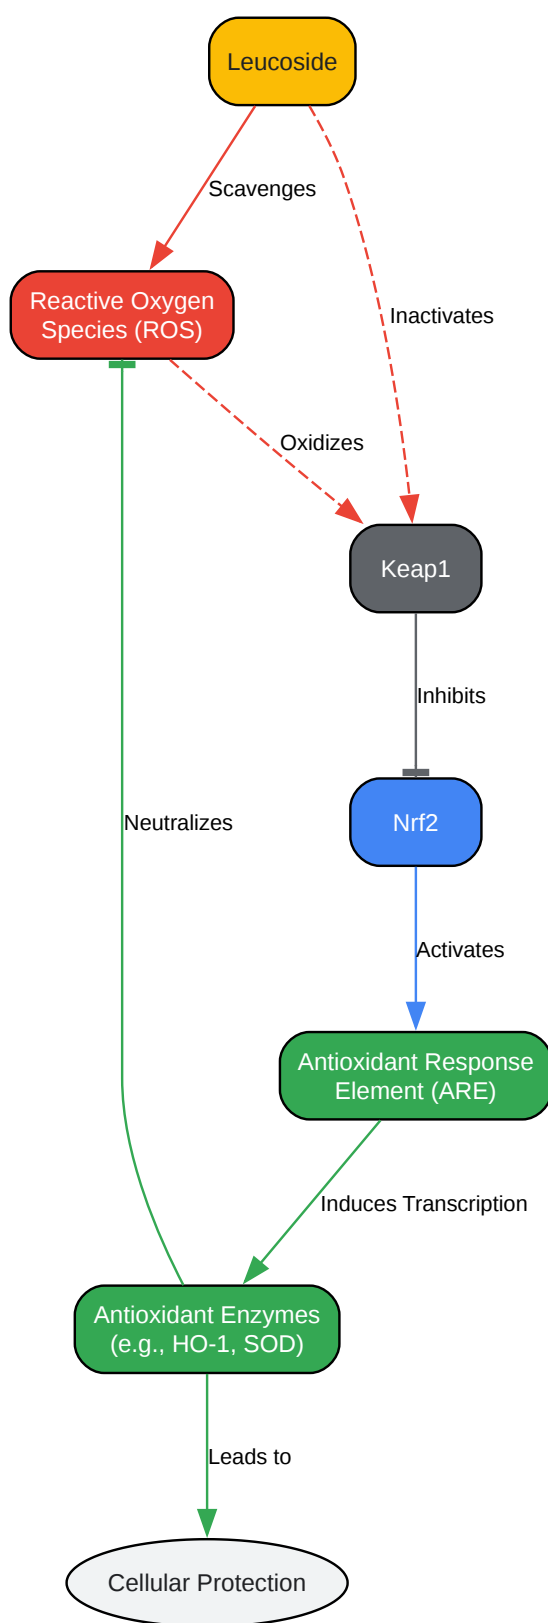 Leucoside
Scavenges
Reactive Oxygen
Species (ROS)
Inactivates
Oxidizes
Keap1
Inhibits
Nrf2
Neutralizes
Activates
Antioxidant Response
Element (ARE)
Induces Transcription
Antioxidant Enzymes
(e.g., HO-1, SOD)
Leads to
Cellular Protection